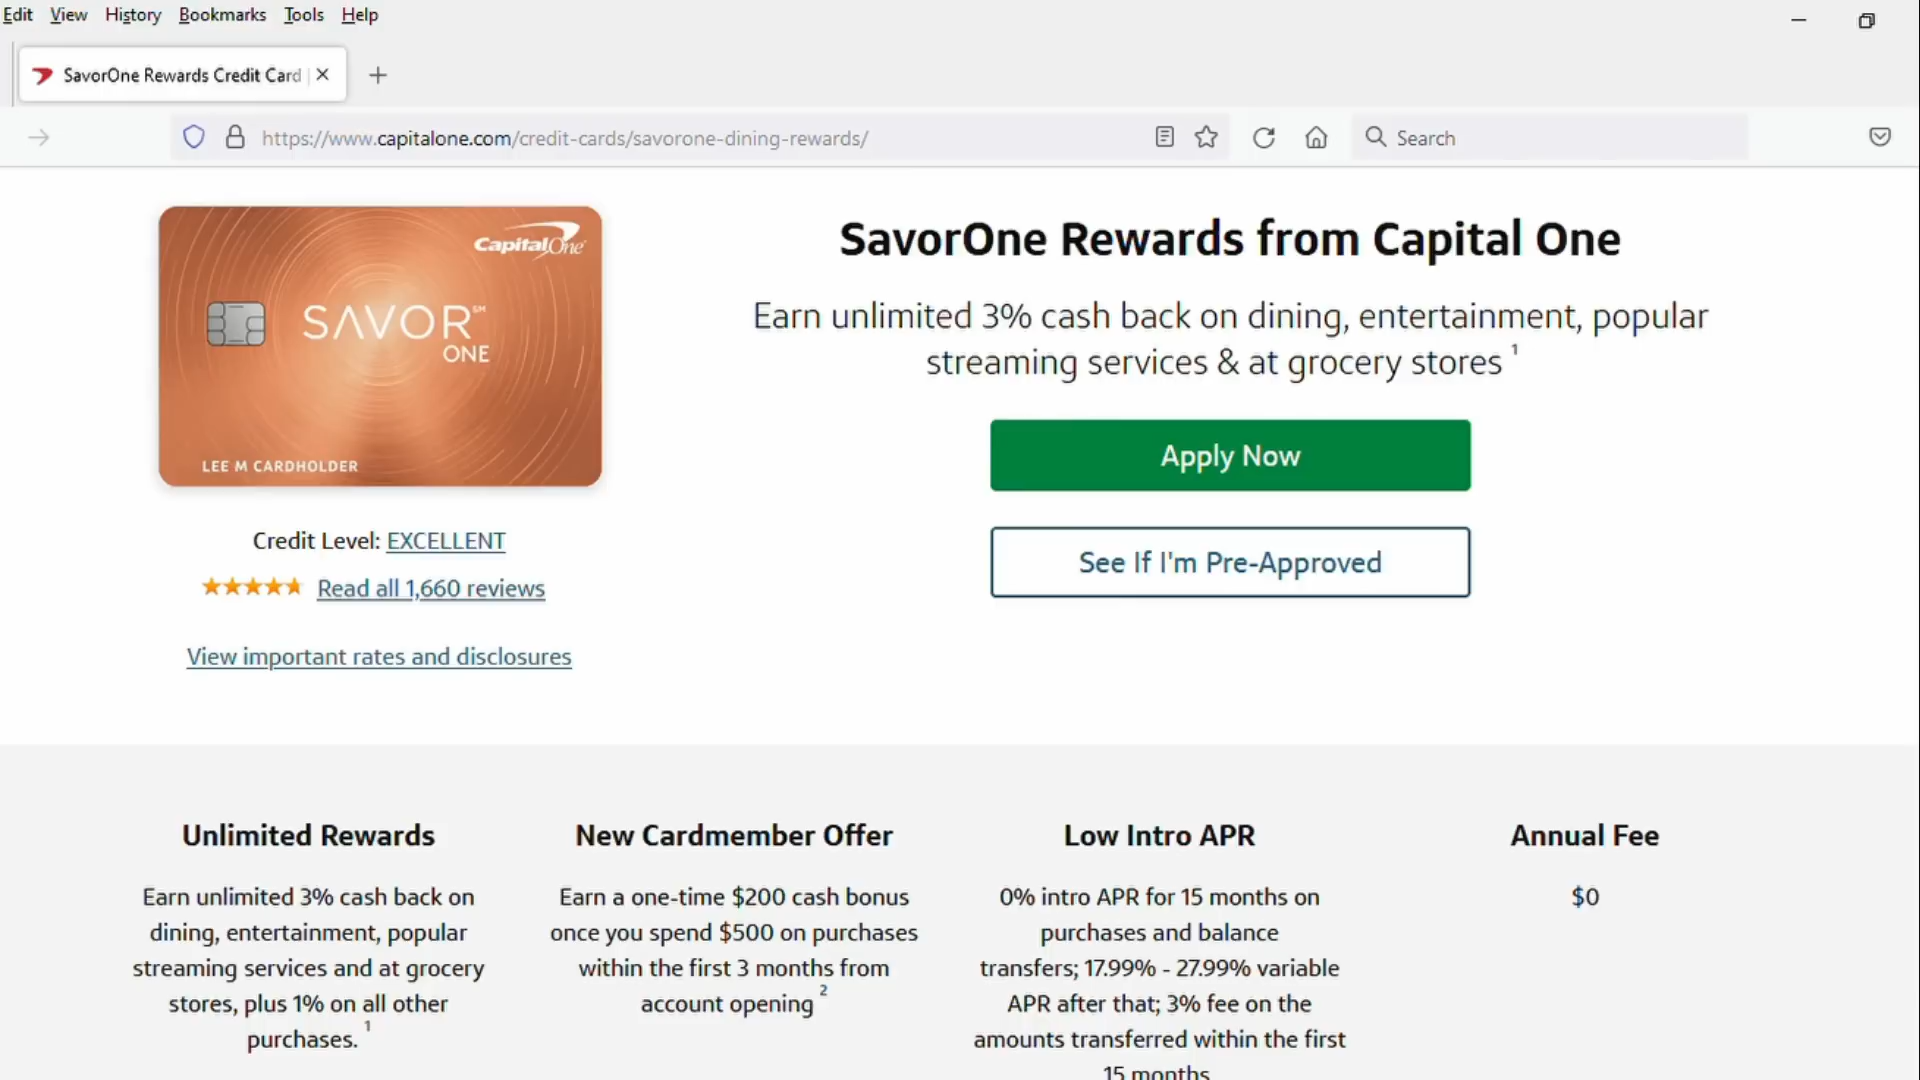 Edit View History Bookmarks Tools Help
SavorOne Rewards Credit Card
https://www.capitalone.com/credit-cards/savorone-dining-rewards/
Search
Capital One
SAVOR℠
ONE
LEE M CARDHOLDER
Credit Level: EXCELLENT
Read all 1,660 reviews
View important rates and disclosures
SavorOne Rewards from Capital One
Earn unlimited 3% cash back on dining, entertainment, popular
streaming services & at grocery stores 1
Apply Now
See If I'm Pre-Approved
Unlimited Rewards
Earn unlimited 3% cash back on
dining, entertainment, popular
streaming services and at grocery
stores, plus 1% on all other
purchases. 1
New Cardmember Offer
Earn a one-time $200 cash bonus
once you spend $500 on purchases
within the first 3 months from
account opening 2
Low Intro APR
0% intro APR for 15 months on
purchases and balance
transfers; 17.99% - 27.99% variable
APR after that; 3% fee on the
amounts transferred within the first
15 months
Annual Fee
$0